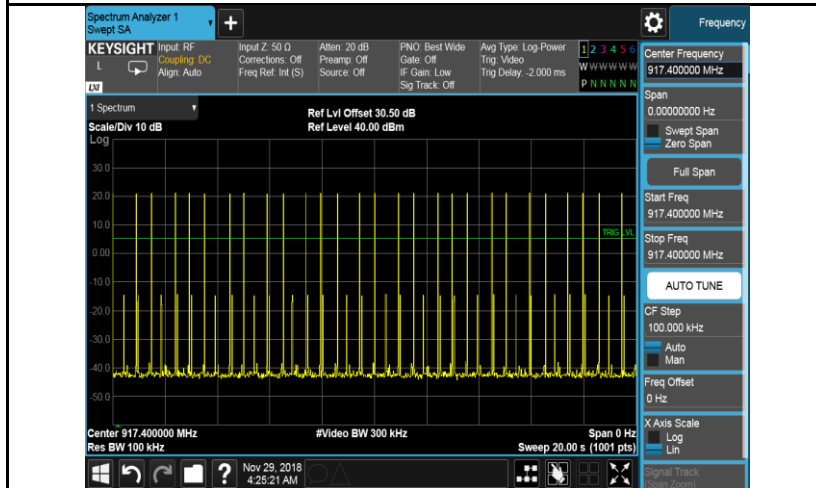 Spectrum Analyzer 1
Swept SA
Frequency
KEYSIGHT
L
LXI
Input: RF
Coupling: DC
Align: Auto
Input Z: 50 Ω
Corrections: Off
Freq Ref: Int (S)
Atten: 20 dB
Preamp: Off
Source: Off
PNO: Best Wide
Gate: Off
IF Gain: Low
Sig Track: Off
Avg Type: Log-Power
Trig: Video
Trig Delay: -2.000 ms
1 2 3 4 5 6
W W W W W W
P N N N N N
1 Spectrum
Scale/Div 10 dB
Ref Lvl Offset 30.50 dB
Ref Level 40.00 dBm
Log
30.0
20.0
10.0
0.00
-10.0
-20.0
-30.0
-40.0
-50.0
TRIG LVL
Center 917.400000 MHz
Res BW 100 kHz
#Video BW 300 kHz
Span 0 Hz
Sweep 20.00 s (1001 pts)
Center Frequency
917.400000 MHz
Span
0.00000000 Hz
Swept Span
Zero Span
Full Span
Start Freq
917.400000 MHz
Stop Freq
917.400000 MHz
AUTO TUNE
CF Step
100.000 kHz
Auto
Man
Freq Offset
0 Hz
X Axis Scale
Log
Lin
Signal Track
(Span Zoom)
?
Nov 29, 2018
4:25:21 AM